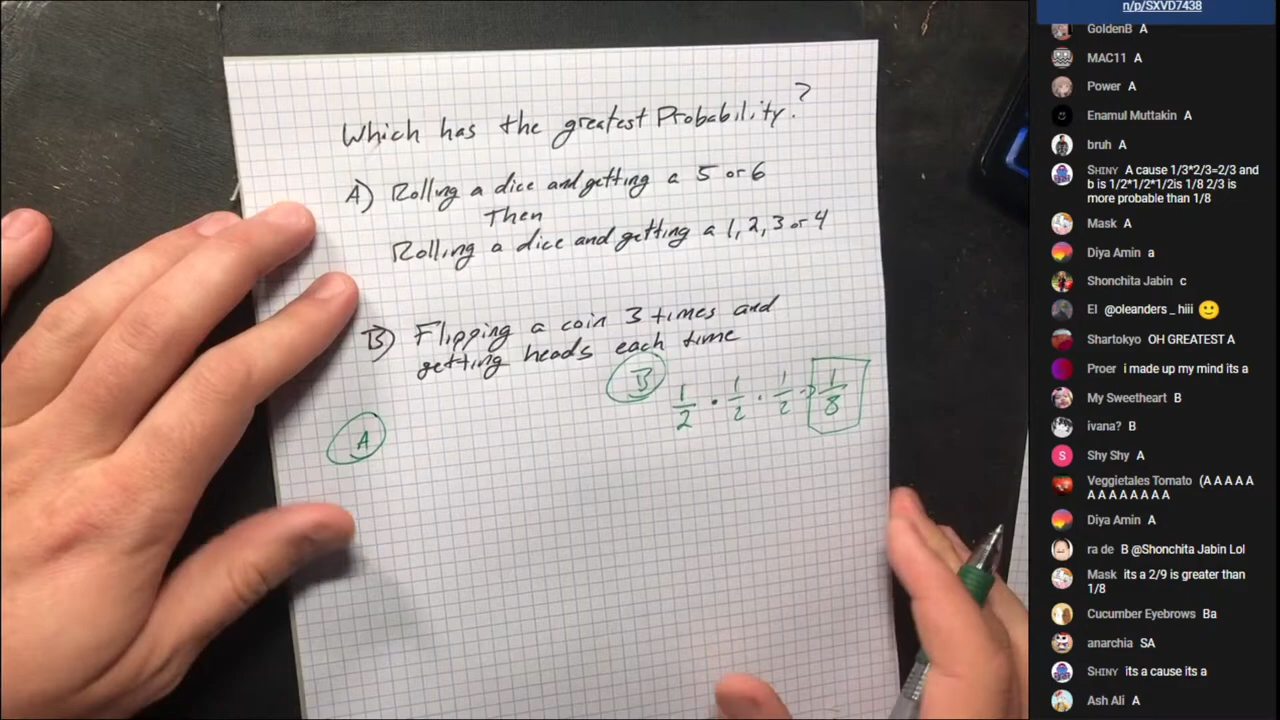 Which has the greatest Probability?
A) Rolling a dice and getting a 5 or 6
Then
Rolling a dice and getting a 1, 2, 3 or 4
B) Flipping a coin 3 times and
getting heads each time
B 1/2 · 1/2 · 1/2 → 1/8
A
n/p/SXVD7438
GoldenB A
MAC11 A
Power A
Enamul Muttakin A
bruh A
SHINY A cause 1/3*2/3=2/3 and
b is 1/2*1/2*1/2is 1/8 2/3 is
more probable than 1/8
Mask A
Diya Amin a
Shonchita Jabin c
El @oleanders _ hiii 🙂
Shartokyo OH GREATEST A
Proer i made up my mind its a
My Sweetheart B
ivana? B
S Shy Shy A
Veggietales Tomato (A A A A A
A A A A A A A A A
Diya Amin A
ra de B @Shonchita Jabin Lol
Mask its a 2/9 is greater than
1/8
Cucumber Eyebrows Ba
anarchia SA
SHINY its a cause its a
Ash Ali A